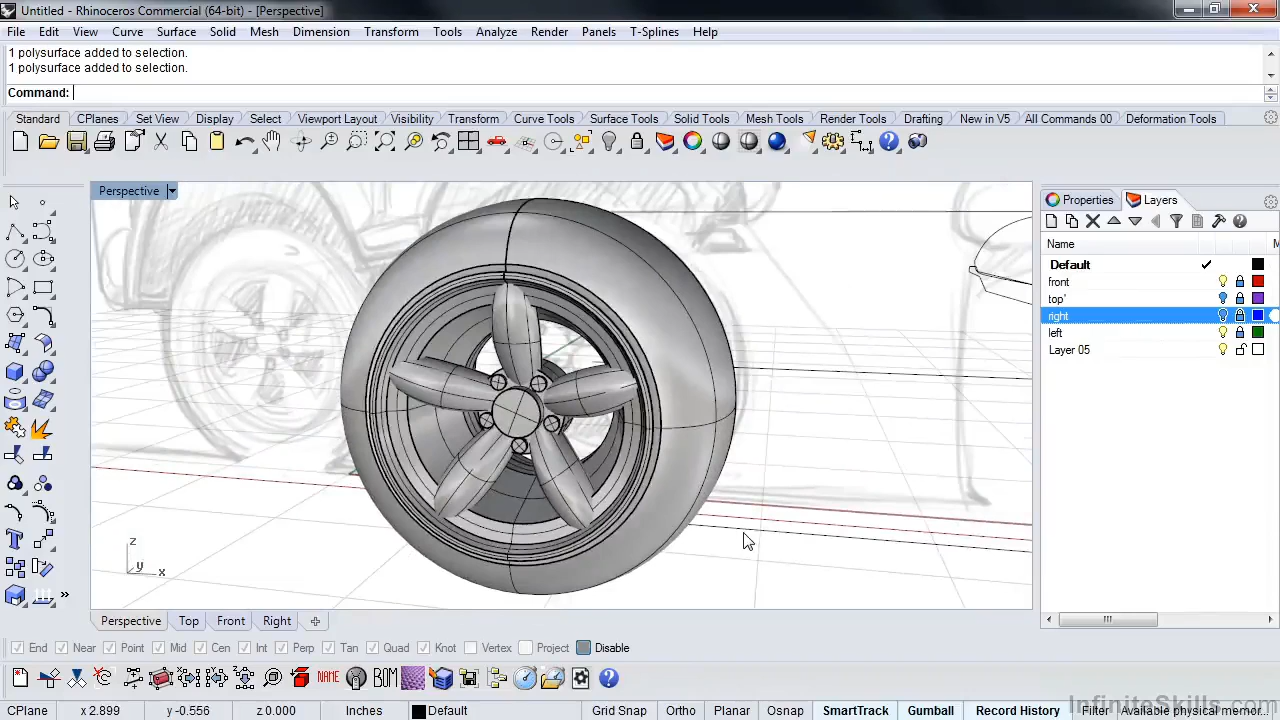 Untitled - Rhinoceros Commercial (64-bit) - [Perspective]
File Edit View Curve Surface Solid Mesh Dimension Transform Tools Analyze Render Panels T-Splines Help
1 polysurface added to selection.
1 polysurface added to selection.
Command:
Standard CPlanes Set View Display Select Viewport Layout Visibility Transform Curve Tools Surface Tools Solid Tools Mesh Tools Render Tools Drafting New in V5 All Commands 00 Deformation Tools
Perspective
Properties Layers
Name M
Default
front
top'
right
left
Layer 05
z
y x
Perspective Top Front Right
End Near Point Mid Cen Int Perp Tan Quad Knot Vertex Project Disable
NAME BOM
CPlane x 2.899 y -0.556 z 0.000 Inches Default Grid Snap Ortho Planar Osnap SmartTrack Gumball Record History Filter Available physical memor...
InfiniteSkills.com